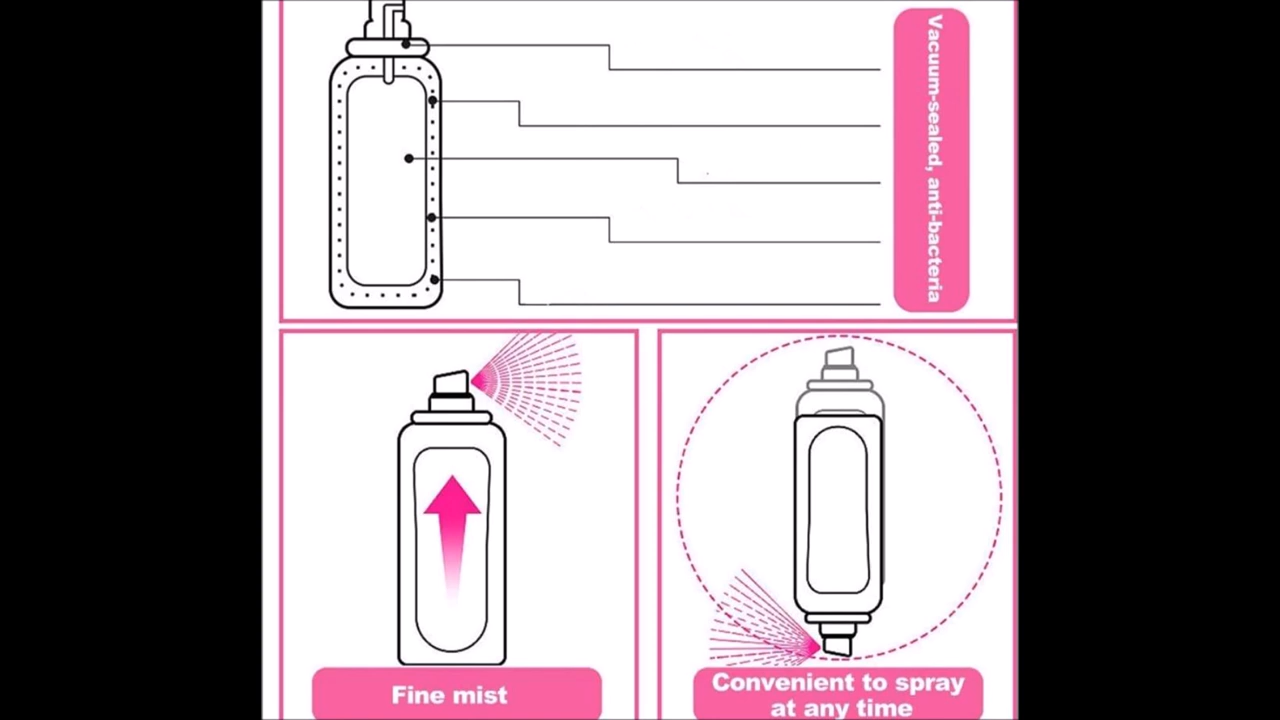 Vacuum-sealed, anti-bacteria
Fine mist
Convenient to spray
at any time